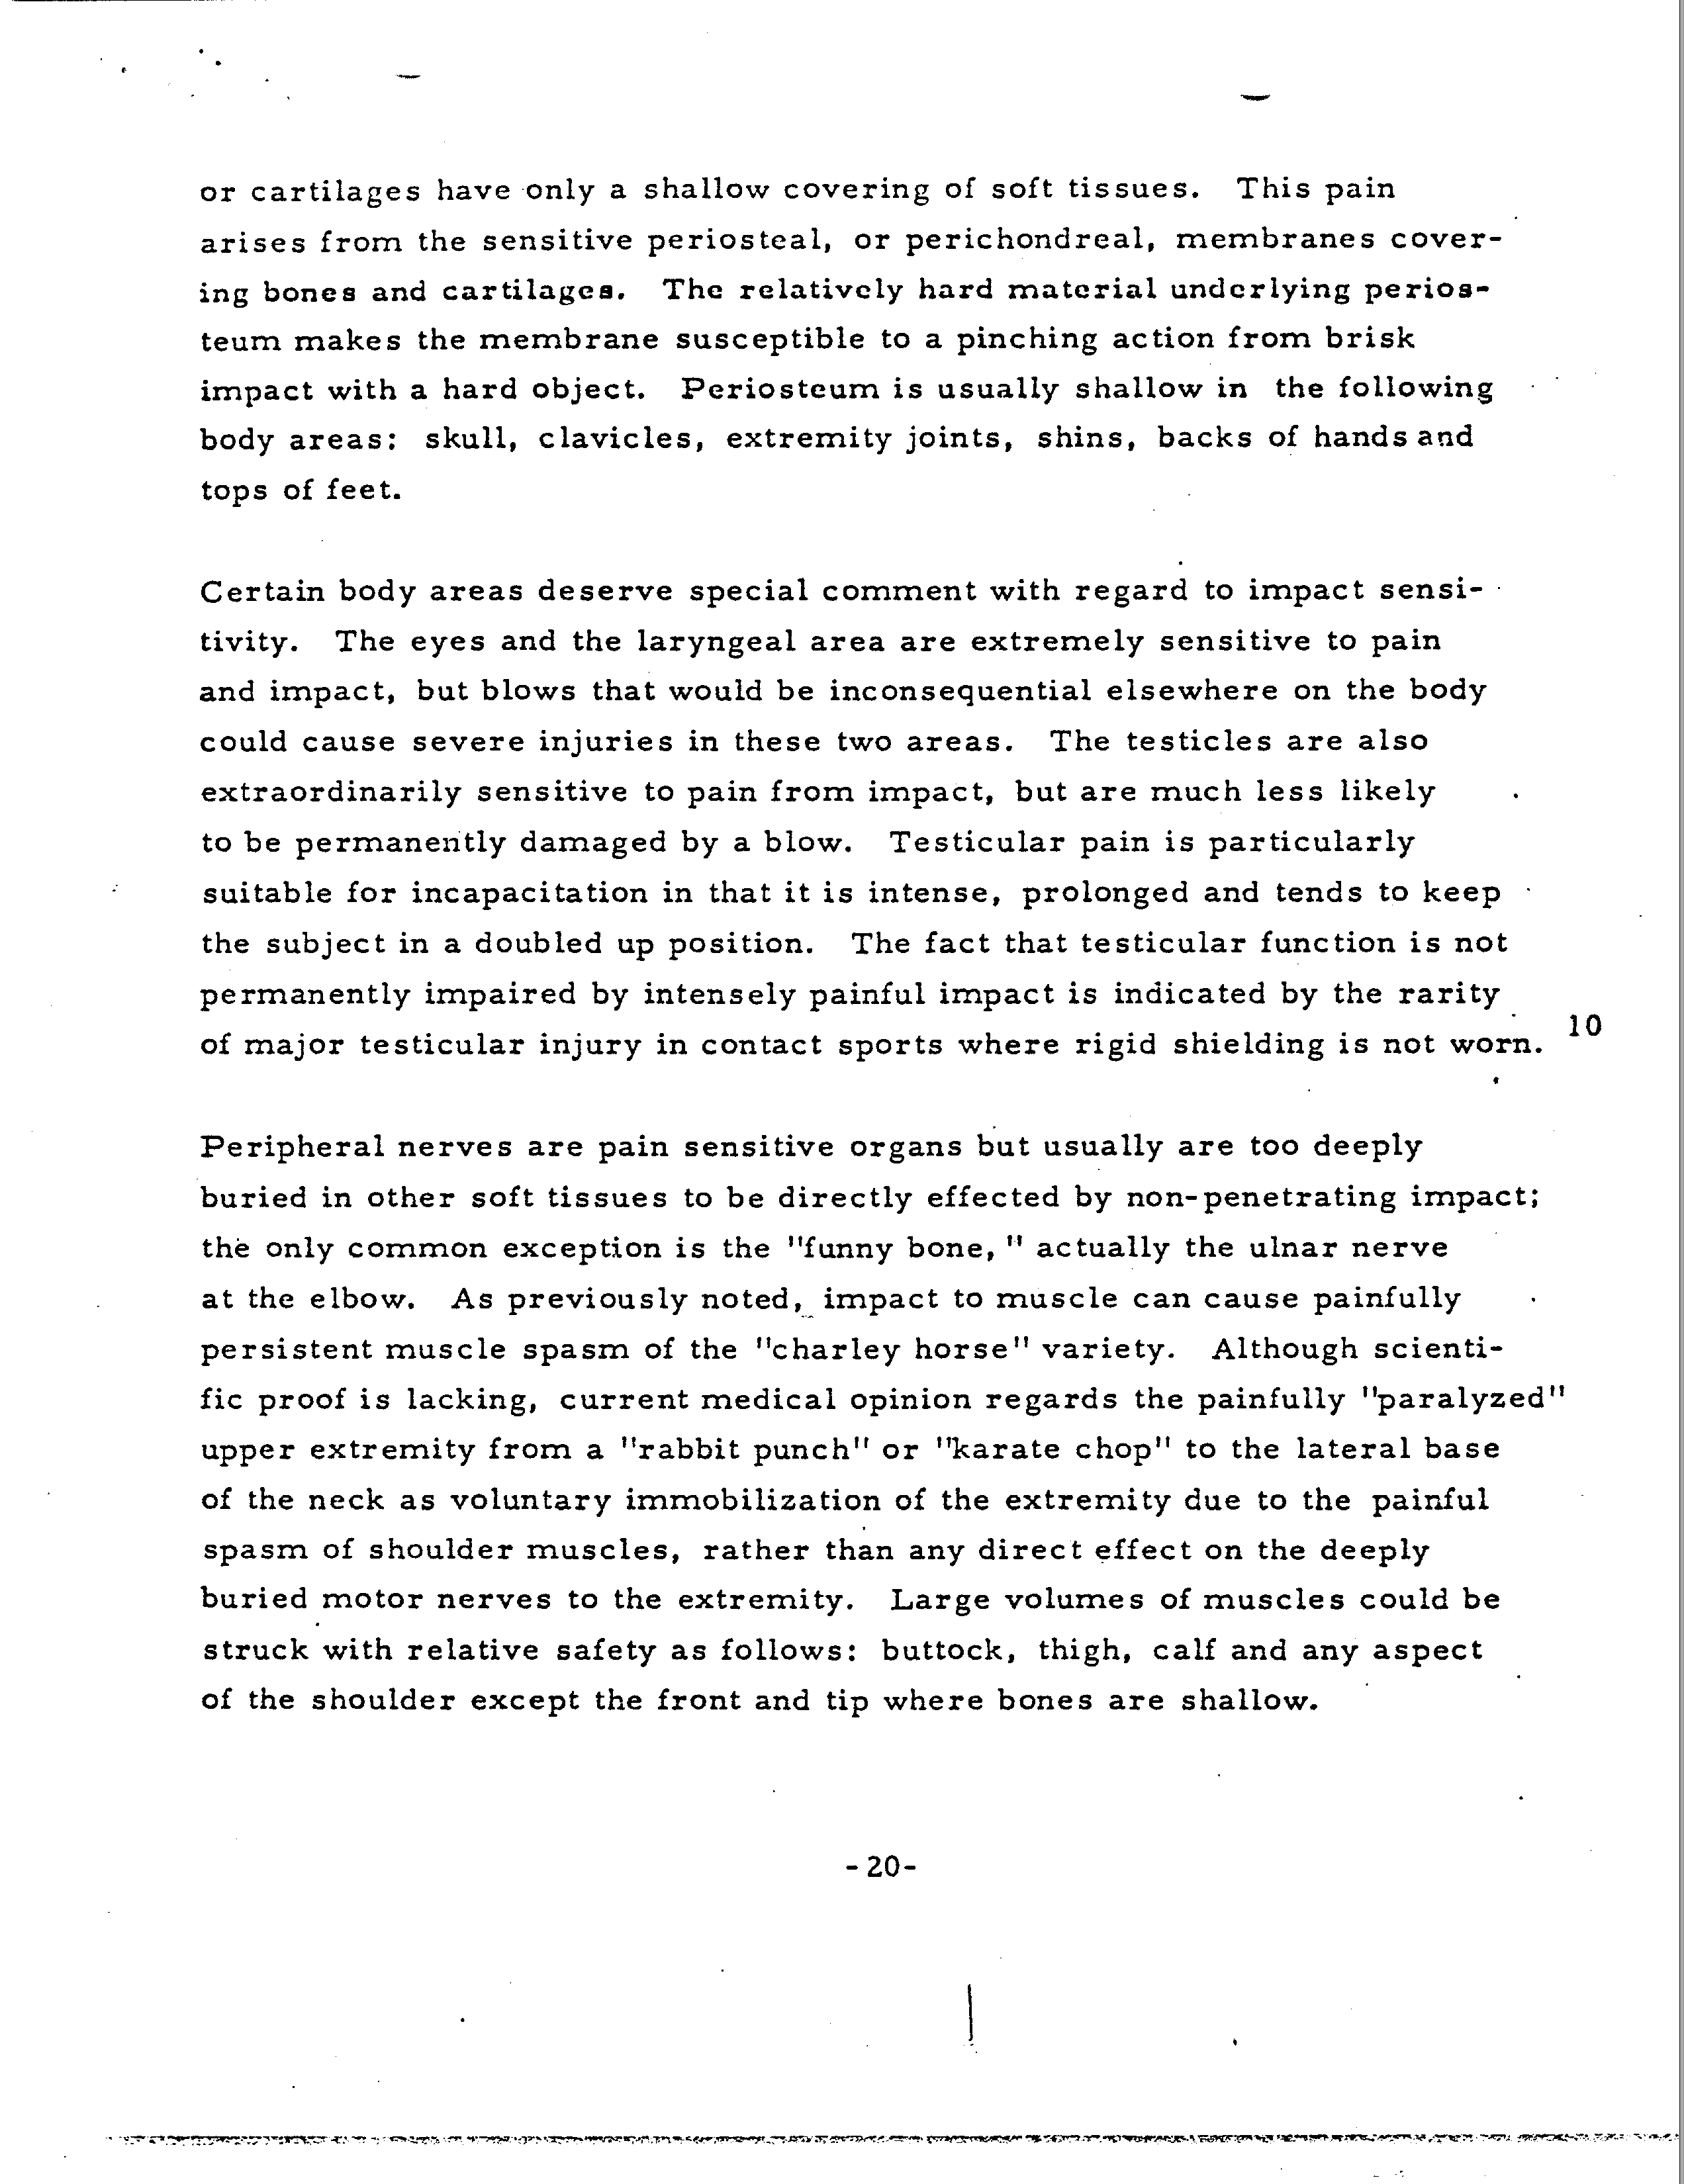 or cartilages have only a shallow covering of soft tissues. This pain
arises from the sensitive periosteal, or perichondreal, membranes cover-
ing bones and cartilages. The relatively hard material underlying perios-
teum makes the membrane susceptible to a pinching action from brisk
impact with a hard object. Periosteum is usually shallow in the following
body areas: skull, clavicles, extremity joints, shins, backs of hands and
tops of feet.
Certain body areas deserve special comment with regard to impact sensi-
tivity. The eyes and the laryngeal area are extremely sensitive to pain
and impact, but blows that would be inconsequential elsewhere on the body
could cause severe injuries in these two areas. The testicles are also
extraordinarily sensitive to pain from impact, but are much less likely
to be permanently damaged by a blow. Testicular pain is particularly
suitable for incapacitation in that it is intense, prolonged and tends to keep
the subject in a doubled up position. The fact that testicular function is not
permanently impaired by intensely painful impact is indicated by the rarity
of major testicular injury in contact sports where rigid shielding is not worn. 10
Peripheral nerves are pain sensitive organs but usually are too deeply
buried in other soft tissues to be directly effected by non-penetrating impact;
the only common exception is the "funny bone," actually the ulnar nerve
at the elbow. As previously noted, impact to muscle can cause painfully
persistent muscle spasm of the "charley horse" variety. Although scienti-
fic proof is lacking, current medical opinion regards the painfully "paralyzed"
upper extremity from a "rabbit punch" or "karate chop" to the lateral base
of the neck as voluntary immobilization of the extremity due to the painful
spasm of shoulder muscles, rather than any direct effect on the deeply
buried motor nerves to the extremity. Large volumes of muscles could be
struck with relative safety as follows: buttock, thigh, calf and any aspect
of the shoulder except the front and tip where bones are shallow.
-20-